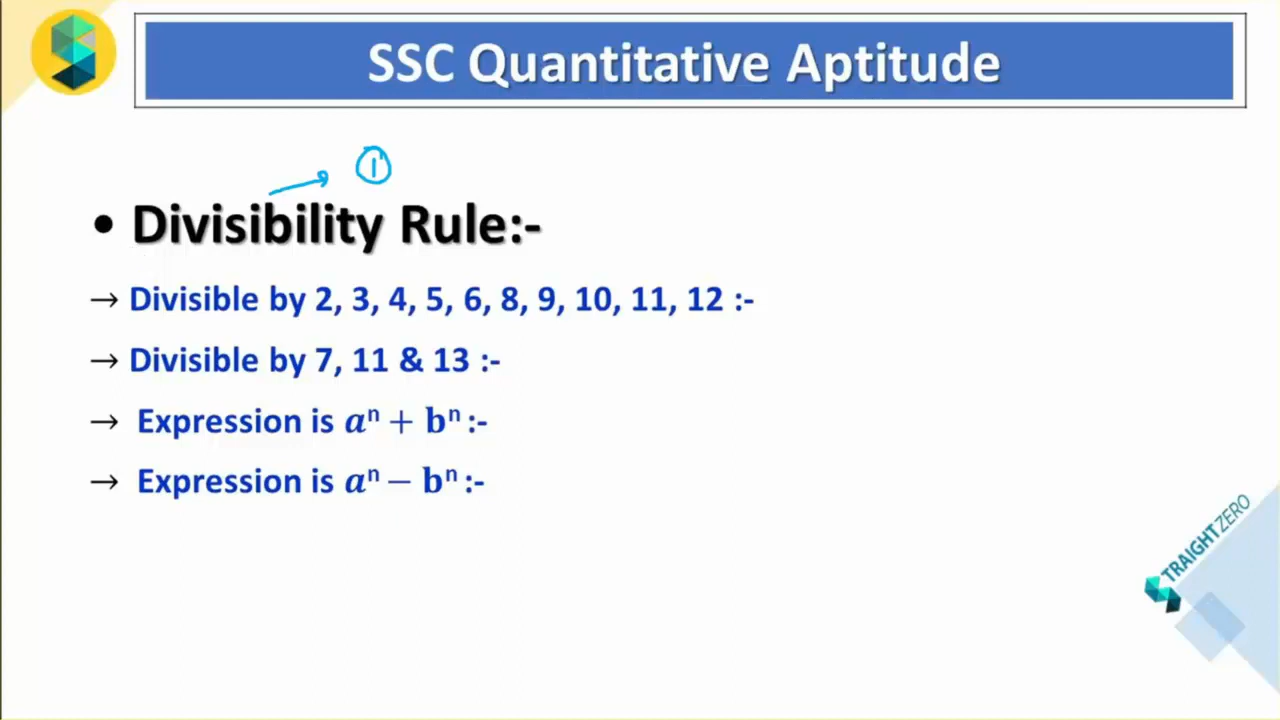 SSC Quantitative Aptitude
→ ①
• Divisibility Rule:-
→ Divisible by 2, 3, 4, 5, 6, 8, 9, 10, 11, 12 :-
→ Divisible by 7, 11 & 13 :-
→ Expression is aⁿ + bⁿ :-
→ Expression is aⁿ − bⁿ :-
TRAIGHTZERO